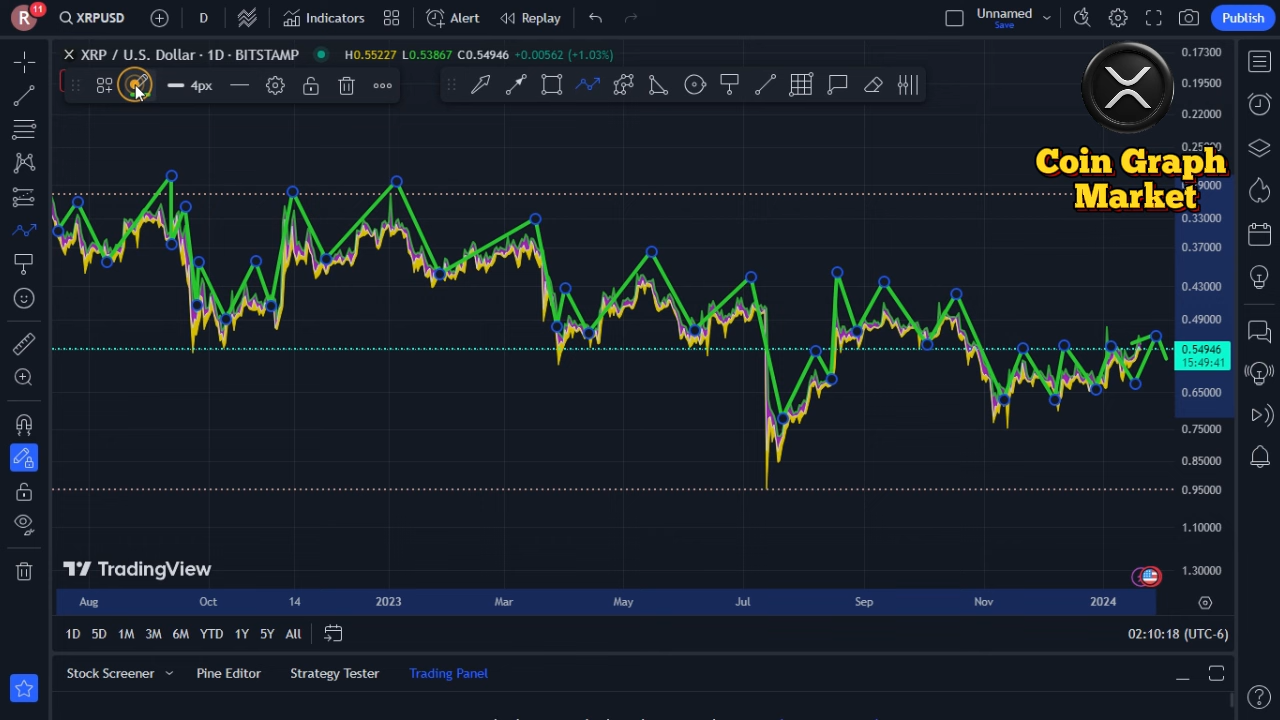 R 11 XRPUSD D Indicators Alert Replay Unnamed Save Publish
XRP / U.S. Dollar · 1D · BITSTAMP H0.55227 L0.53867 C0.54946 +0.00562 (+1.03%)
4px
Coin Graph
Market
0.17300
0.19500
0.22000
0.33000
0.37000
0.43000
0.49000
0.54946
15:49:41
0.65000
0.75000
0.85000
0.95000
1.10000
1.30000
TradingView
Aug Oct 14 2023 Mar May Jul Sep Nov 2024
1D 5D 1M 3M 6M YTD 1Y 5Y All 02:10:18 (UTC-6)
Stock Screener Pine Editor Strategy Tester Trading Panel